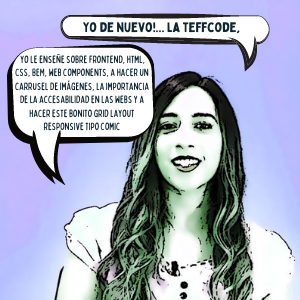 YO DE NUEVO!... LA TEFFCODE,
YO LE ENSEÑE SOBRE FRONTEND, HTML,
CSS, BEM, WEB COMPONENTS, A HACER UN
CARRUSEL DE IMÁGENES, LA IMPORTANCIA
DE LA ACCESABILIDAD EN LAS WEBS Y A
HACER ESTE BONITO GRID LAYOUT
RESPONSIVE TIPO COMIC